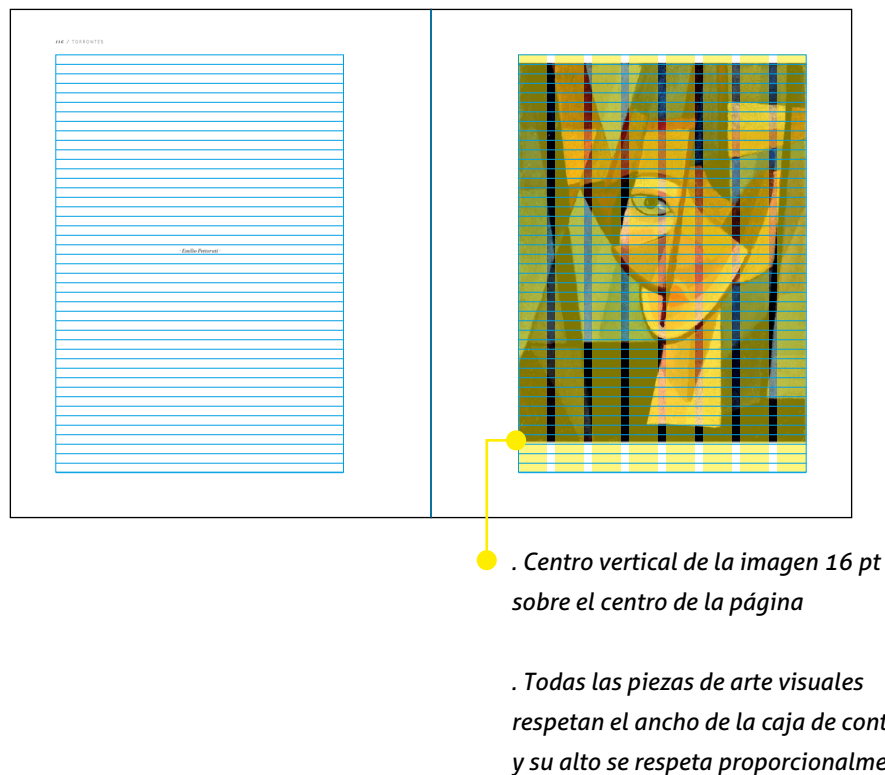 / TORRONTES
·Emilio Pettoruti·
. Centro vertical de la imagen 16 pt
sobre el centro de la página
. Todas las piezas de arte visuales
respetan el ancho de la caja de cont
y su alto se respeta proporcionalme